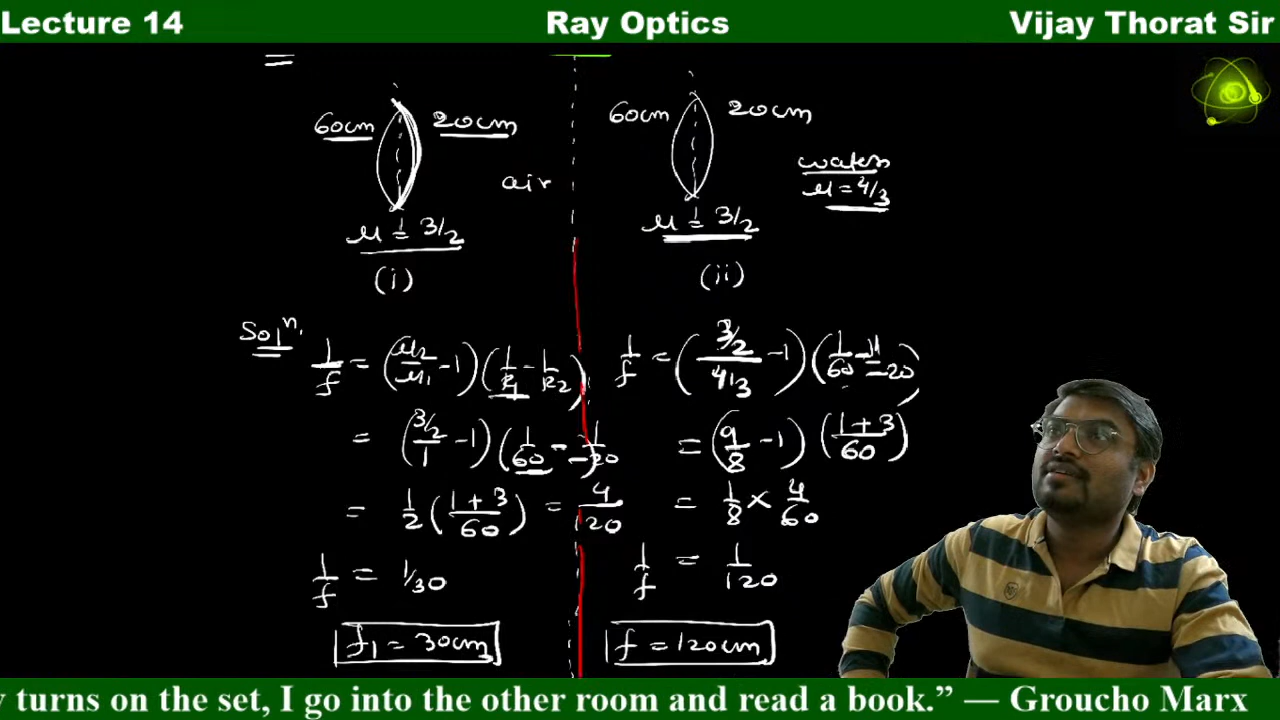 Lecture 14
Ray Optics
Vijay Thorat Sir
60cm
20cm
air
μ = 3/2
(i)
60cm
20cm
water
μ = 4/3
μ = 3/2
(ii)
Solⁿ.
1/f = (μ₂/μ₁ - 1) (1/R₁ - 1/R₂)
= ((3/2)/1 - 1) (1/60 - 1/-20)
= 1/2 ((1+3)/60) = 4/120
1/f = 1/30
f₁ = 30cm
1/f = ((3/2)/(4/3) - 1) (1/60 - 1/-20)
= (9/8 - 1) ((1+3)/60)
= 1/8 × 4/60
1/f = 1/120
f = 120cm
y turns on the set, I go into the other room and read a book.” — Groucho Marx